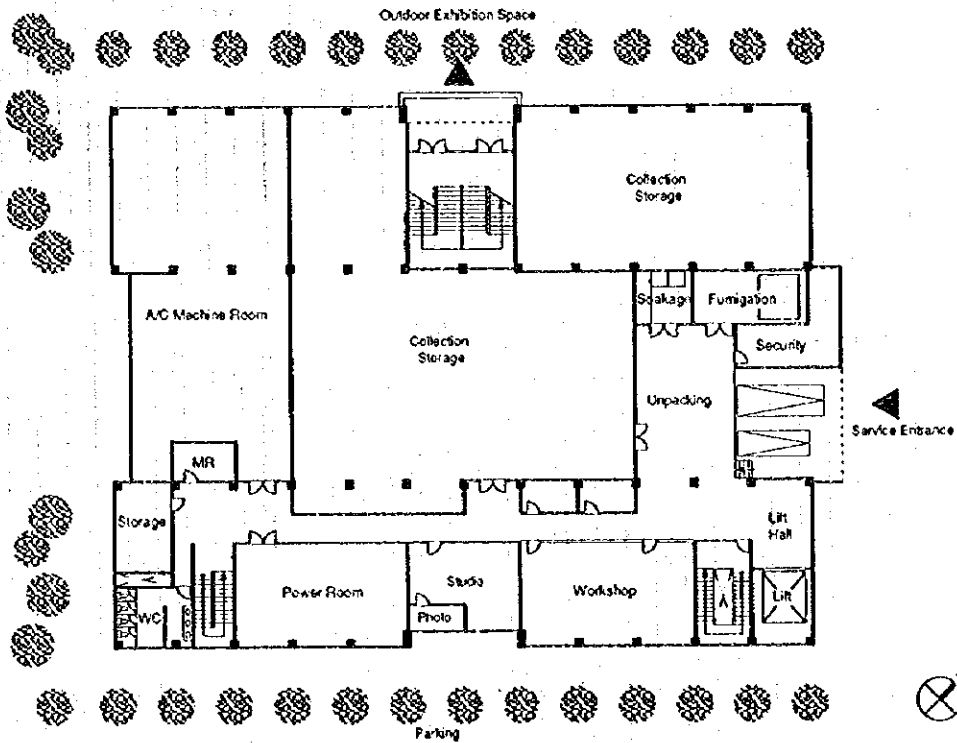 Outdoor Exhibition Space
Collection
Storage
Soakage
Fumigation
A/C Machine Room
Collection
Storage
Security
Unpacking
Service Entrance
MR
Storage
Lift
Hall
Studio
Power Room
Workshop
Lift
WC
Photo
Parking